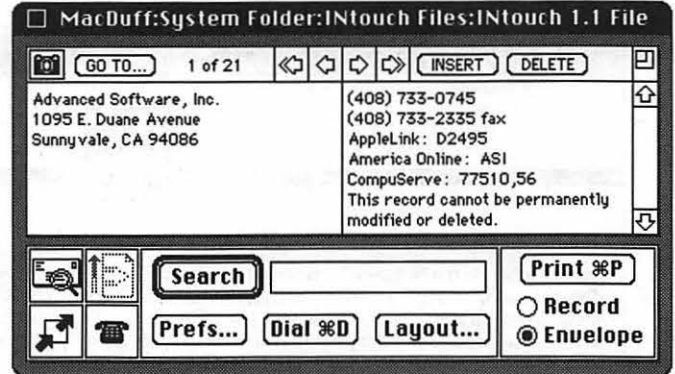 MacDuff:System Folder:INtouch Files:INtouch 1.1 File
GO TO... 1 of 21 INSERT DELETE
Advanced Software, Inc.
1095 E. Duane Avenue
Sunnyvale, CA 94086
(408) 733-0745
(408) 733-2335 fax
AppleLink: D2495
America Online: ASI
CompuServe: 77510,56
This record cannot be permanently
modified or deleted.
Search
Prefs... Dial ⌘D Layout...
Print ⌘P
Record
Envelope